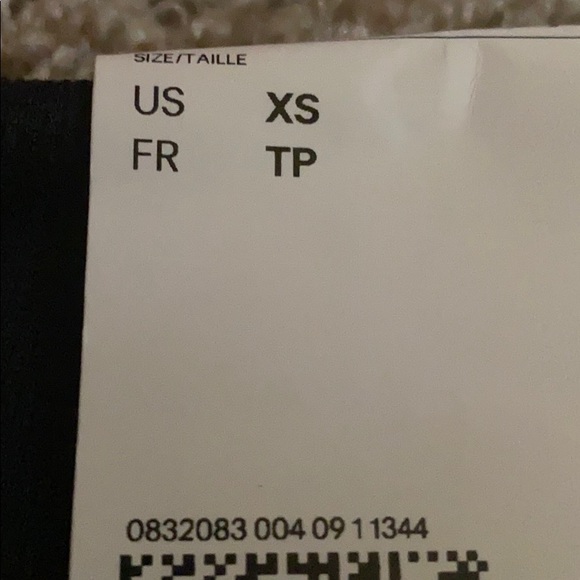 SIZE/TAILLE
US XS
FR TP
0832083 004 09 1 1344